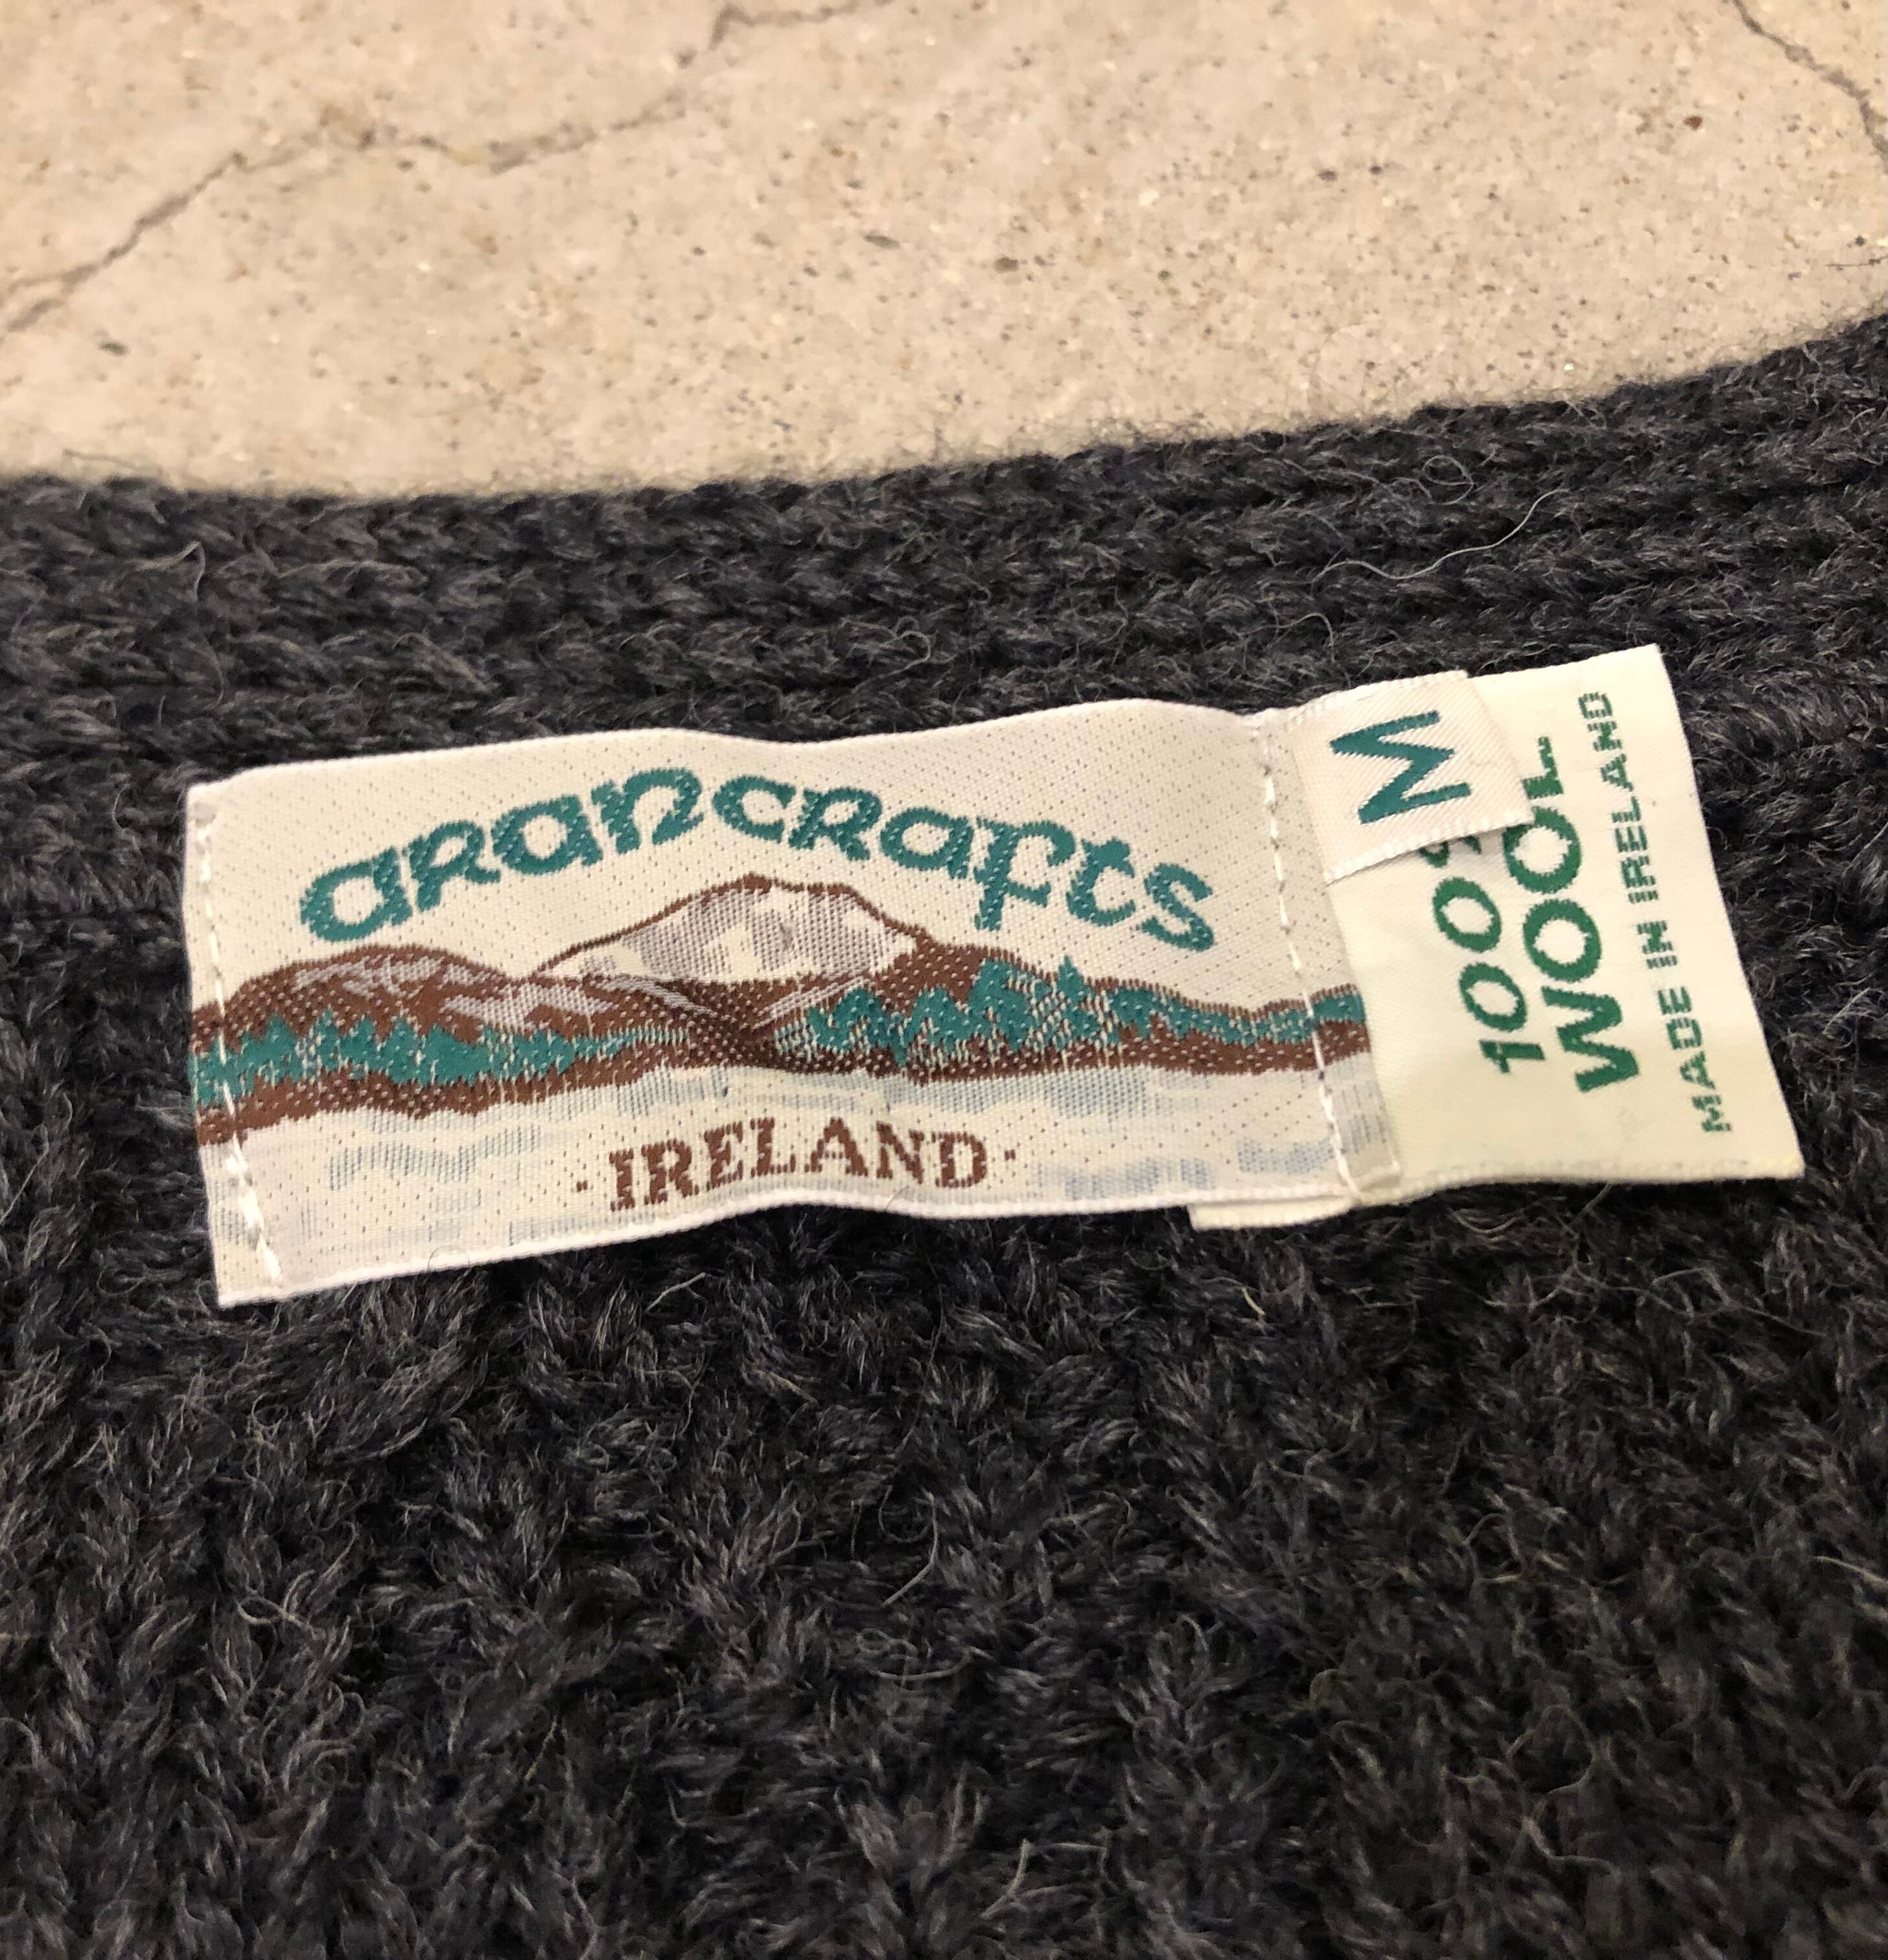 arancrafts
·IRELAND·
M
100%
WOOL
MADE IN IRELAND